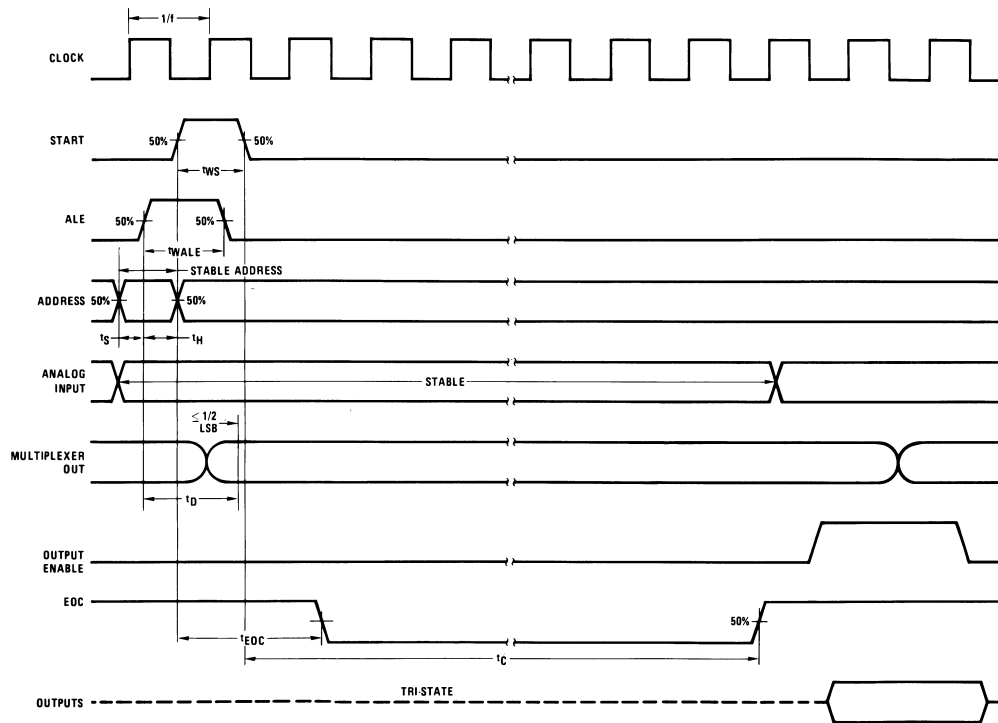 1/f
CLOCK
START
50%
50%
tWS
ALE
50%
50%
tWALE
STABLE ADDRESS
ADDRESS
50%
50%
tS
tH
ANALOG
INPUT
STABLE
≤ 1/2
LSB
MULTIPLEXER
OUT
tD
OUTPUT
ENABLE
EOC
50%
tEOC
tC
TRI-STATE
OUTPUTS